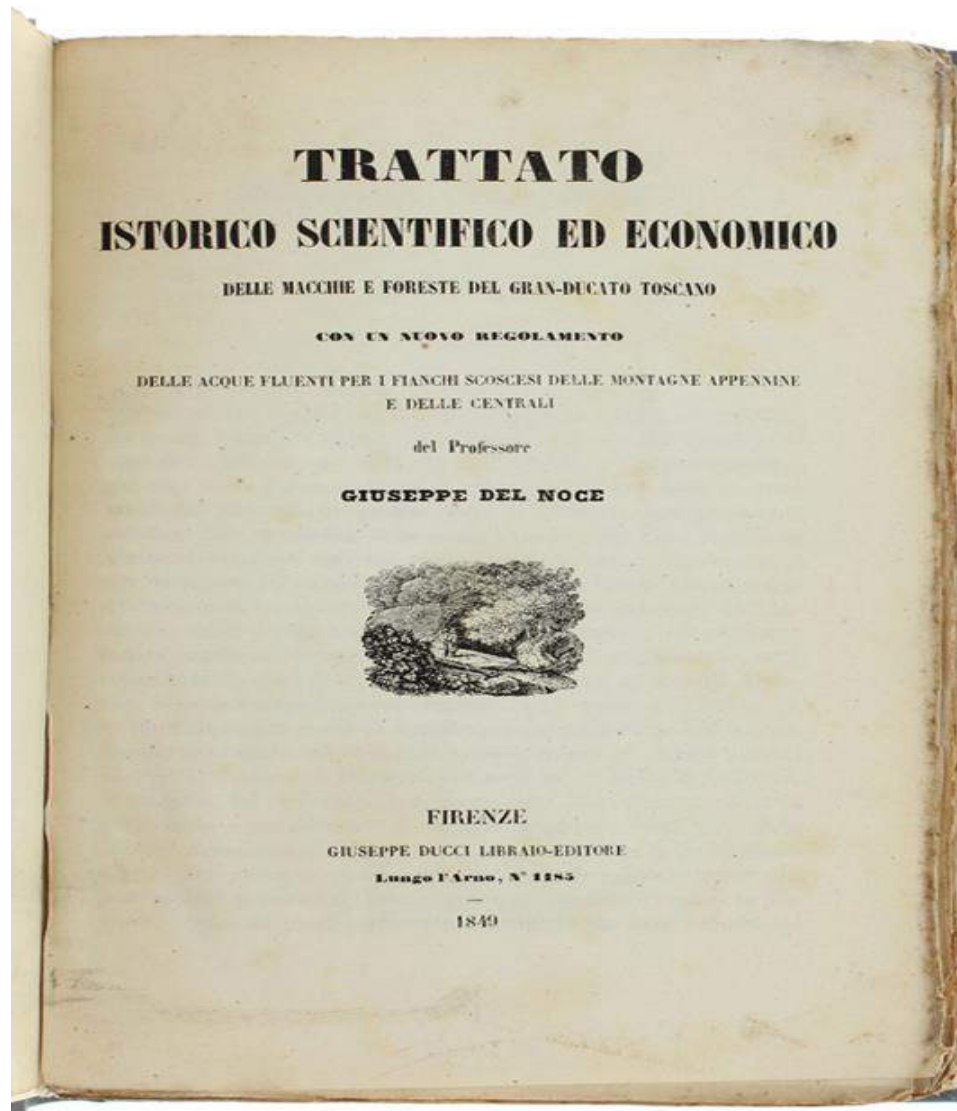 TRATTATO
ISTORICO SCIENTIFICO ED ECONOMICO
DELLE MACCHIE E FORESTE DEL GRAN-DUCATO TOSCANO
CON UN NUOVO REGOLAMENTO
DELLE ACQUE FLUENTI PER I FIANCHI SCOSCESI DELLE MONTAGNE APPENNINE
E DELLE CENTRALI
del Professore
GIUSEPPE DEL NOCE
FIRENZE
GIUSEPPE DUCCI LIBRAIO-EDITORE
Lungo l'Arno, N° 1185
1849